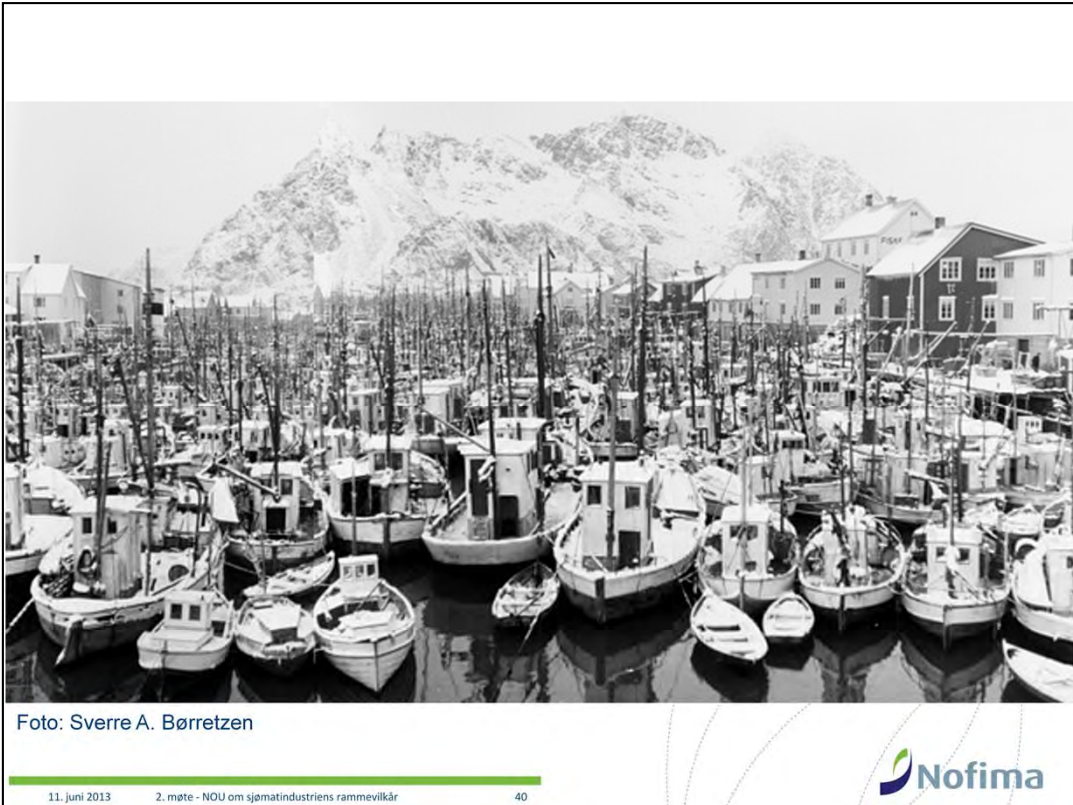 Foto: Sverre A. Børretzen
11. juni 2013 2. møte - NOU om sjømatindustriens rammevilkår 40
Nofima